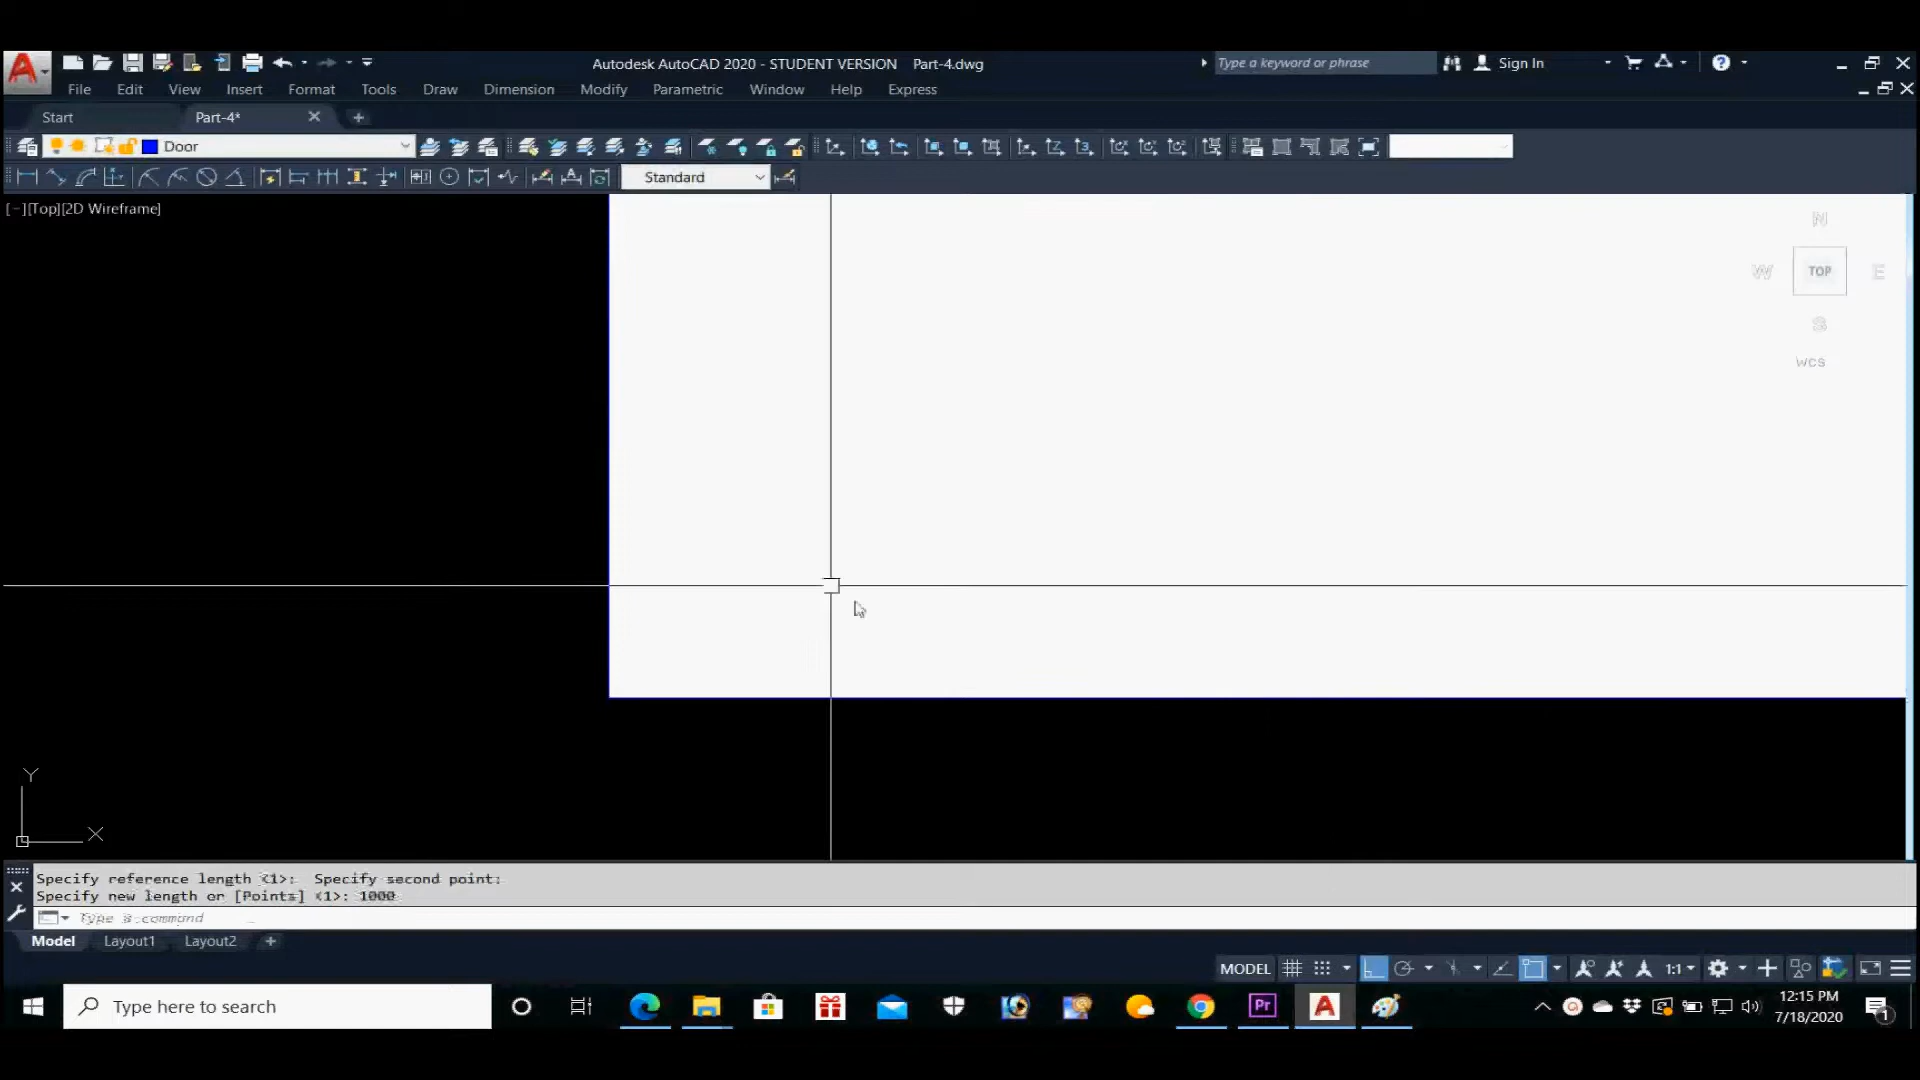 Autodesk AutoCAD 2020 - STUDENT VERSION Part-4.dwg
Type a keyword or phrase
Sign In
File Edit View Insert Format Tools Draw Dimension Modify Parametric Window Help Express
Start
Part-4*
Door
Standard
[−][Top][2D Wireframe]
N
W TOP E
S
WCS
Y
X
Specify reference length <1>: Specify second point:
Specify new length or [Points] <1>: 1000
Type a command
Model Layout1 Layout2
MODEL
1:1
Type here to search
Pr
12:15 PM
7/18/2020
1